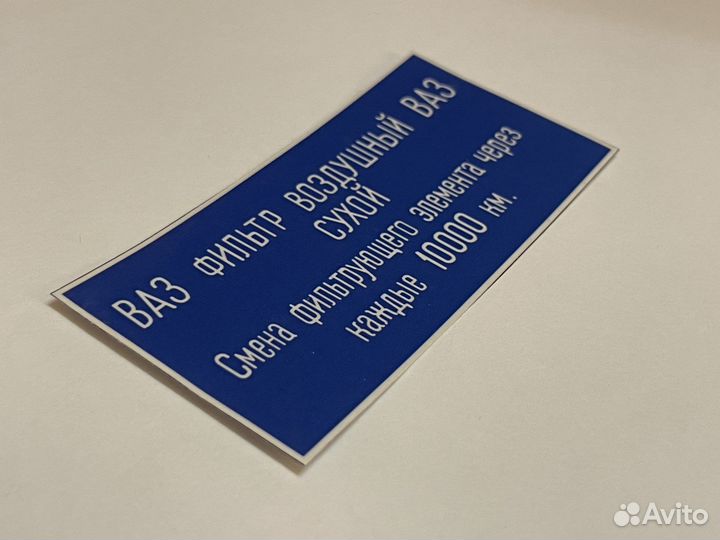 ВАЗ ФИЛЬТР ВОЗДУШНЫЙ ВАЗ
СУХОЙ
Смена фильтрующего элемента через
каждые 10000 км.
Avito